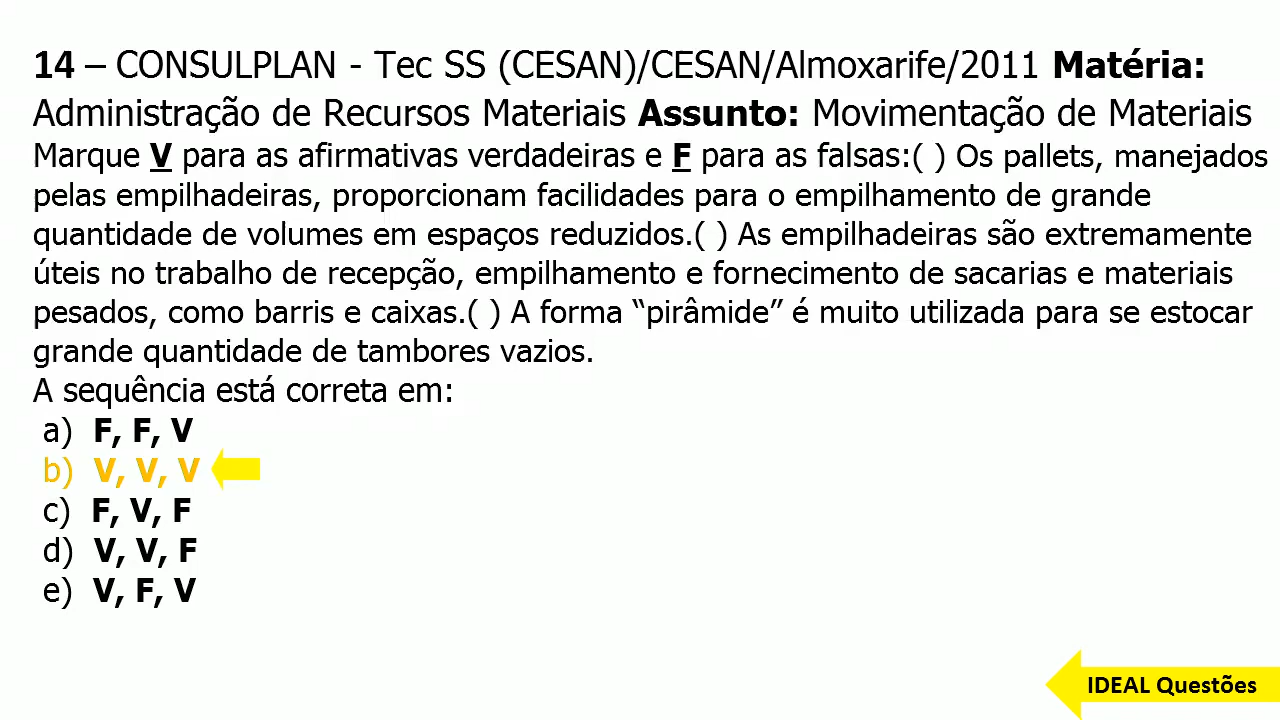 14 – CONSULPLAN - Tec SS (CESAN)/CESAN/Almoxarife/2011 Matéria:
Administração de Recursos Materiais Assunto: Movimentação de Materiais
Marque V para as afirmativas verdadeiras e F para as falsas:( ) Os pallets, manejados
pelas empilhadeiras, proporcionam facilidades para o empilhamento de grande
quantidade de volumes em espaços reduzidos.( ) As empilhadeiras são extremamente
úteis no trabalho de recepção, empilhamento e fornecimento de sacarias e materiais
pesados, como barris e caixas.( ) A forma “pirâmide” é muito utilizada para se estocar
grande quantidade de tambores vazios.
A sequência está correta em:
a) F, F, V
b) V, V, V
c) F, V, F
d) V, V, F
e) V, F, V
IDEAL Questões